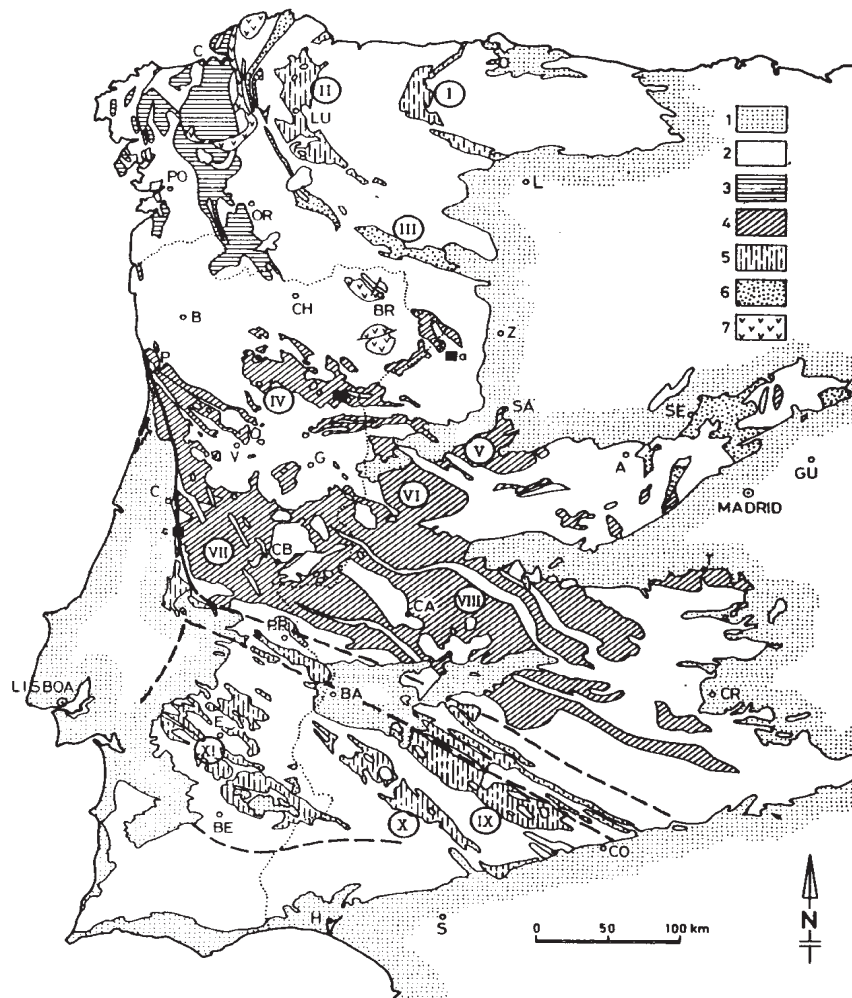 C
II
I
O
LU
1
2
3
4
5
6
7
PO
L
OR
III
B
CH
BR
Z
a
P
IV
SA
SE
V
V
G
A
GU
VI
MADRID
C
c
VII
CB
T
CA
VIII
PR
LISBOA
BA
CR
E
XI
BE
X
IX
CO
H
S
0 50 100 km
N